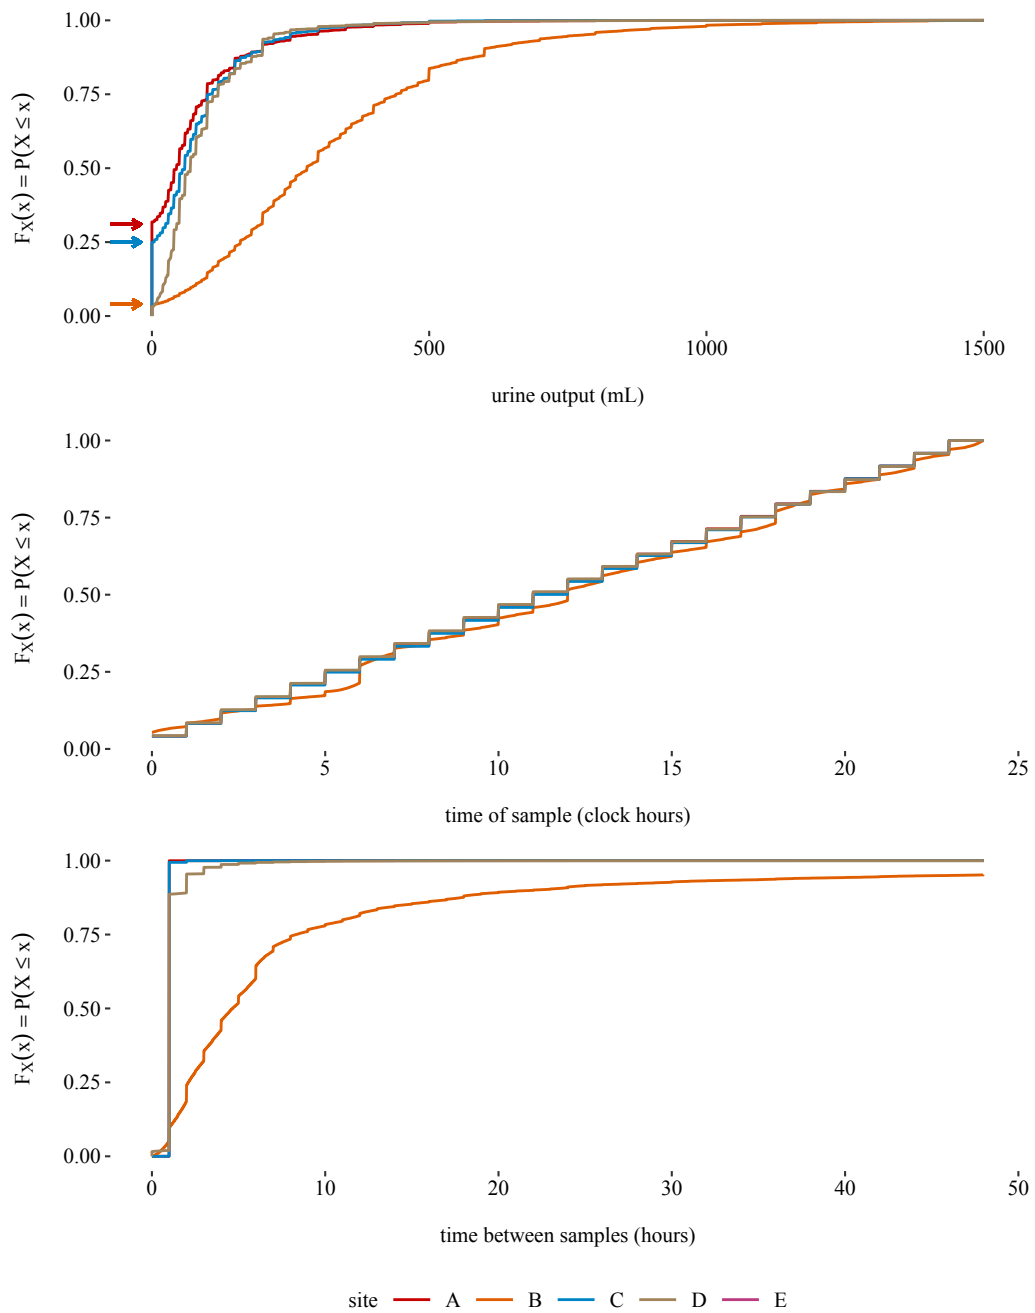 1.00
0.75
0.50
0.25
0.00
FX(x) = P(X ≤ x)
0 500 1000 1500
urine output (mL)
1.00
0.75
0.50
0.25
0.00
FX(x) = P(X ≤ x)
0 5 10 15 20 25
time of sample (clock hours)
1.00
0.75
0.50
0.25
0.00
FX(x) = P(X ≤ x)
0 10 20 30 40 50
time between samples (hours)
site A B C D E